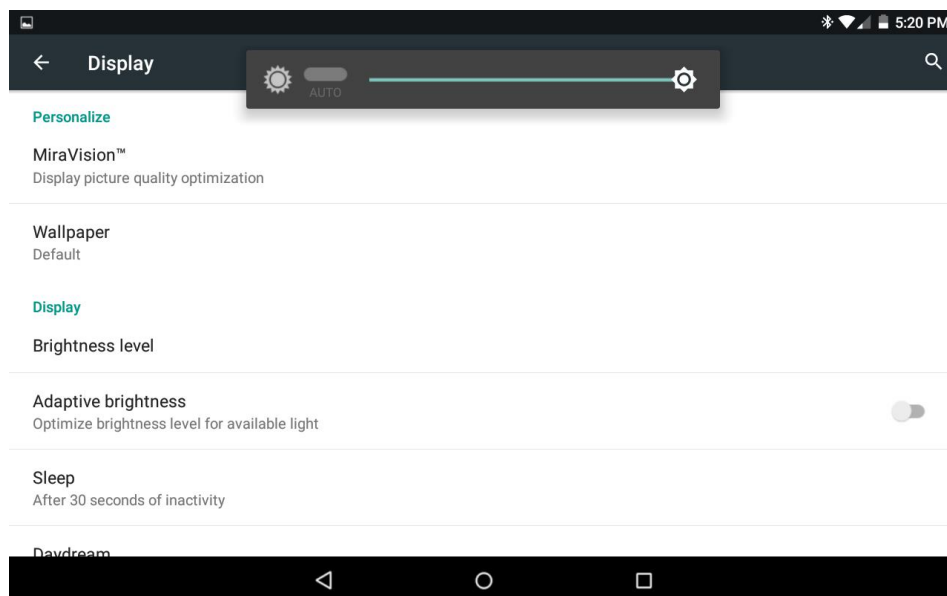 5:20 PM
Display
AUTO
Personalize
MiraVision™
Display picture quality optimization
Wallpaper
Default
Display
Brightness level
Adaptive brightness
Optimize brightness level for available light
Sleep
After 30 seconds of inactivity
Daydream